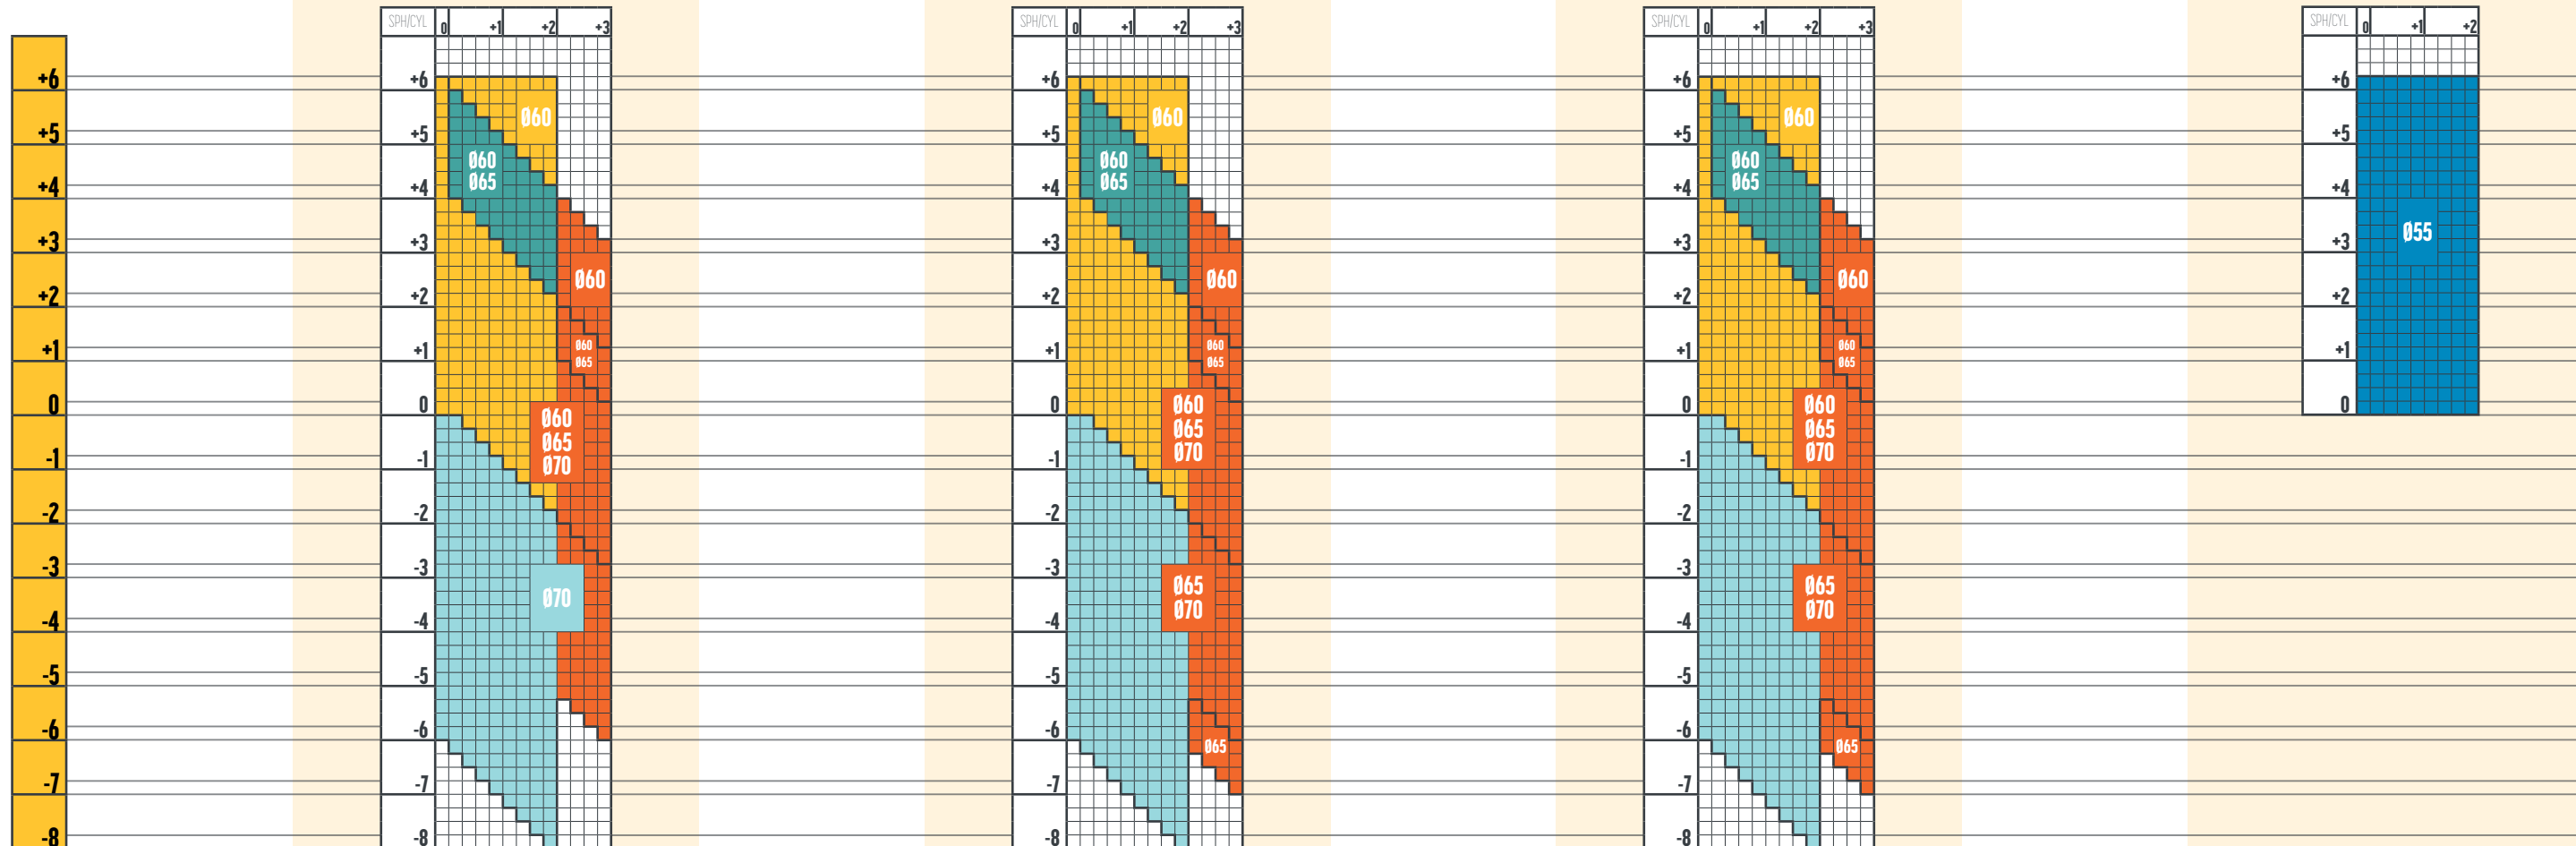 SPH/CYL 0 +1 +2 +3
SPH/CYL 0 +1 +2 +3
SPH/CYL 0 +1 +2 +3
SPH/CYL 0 +1 +2
+6 +6 +6 +6 +6
Ø60 Ø60 Ø60
+5 +5 +5 +5 +5
Ø60 Ø60 Ø60
Ø65 Ø65 Ø65
+4 +4 +4 +4 +4
Ø55
+3 +3 +3 +3 +3
Ø60 Ø60 Ø60
+2 +2 +2 +2 +2
Ø60 Ø60 Ø60
+1 +1 +1 +1 +1
Ø65 Ø65 Ø65
0 0 0 0 0
Ø60 Ø60 Ø60
Ø65 Ø65 Ø65
-1 -1 -1 -1
Ø70 Ø70 Ø70
-2 -2 -2 -2
-3 -3 -3 -3
Ø65 Ø65
Ø70 Ø70 Ø70
-4 -4 -4 -4
-5 -5 -5 -5
-6 -6 -6 -6
Ø65 Ø65
-7 -7 -7 -7
-8 -8 -8 -8